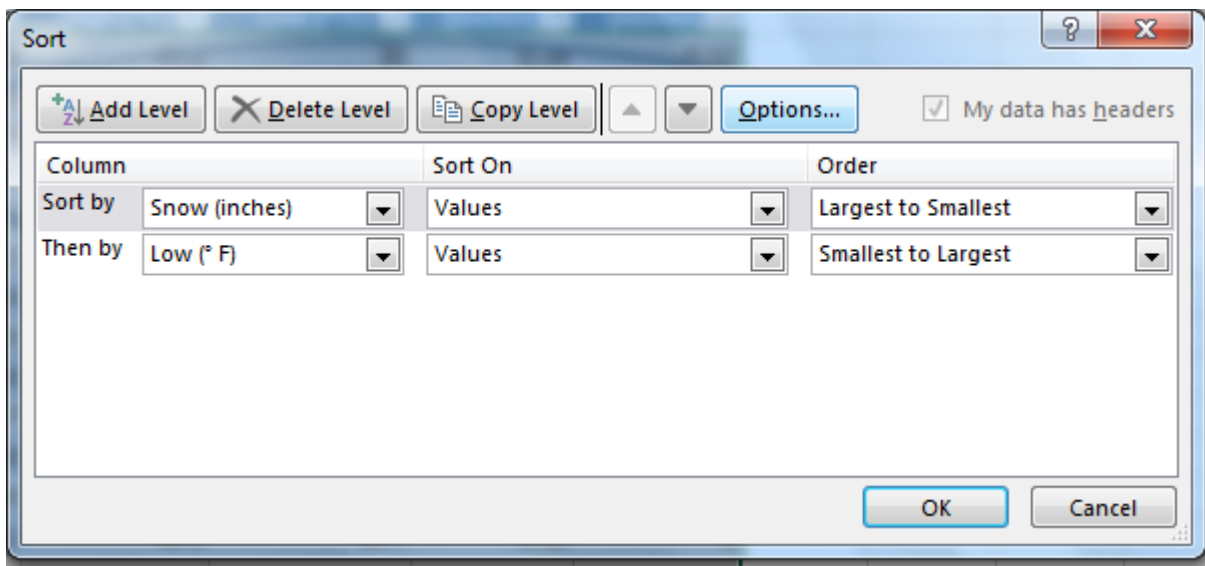 Sort
Add Level Delete Level Copy Level Options... My data has headers
Column Sort On Order
Sort by Snow (inches) Values Largest to Smallest
Then by Low (° F) Values Smallest to Largest
OK Cancel